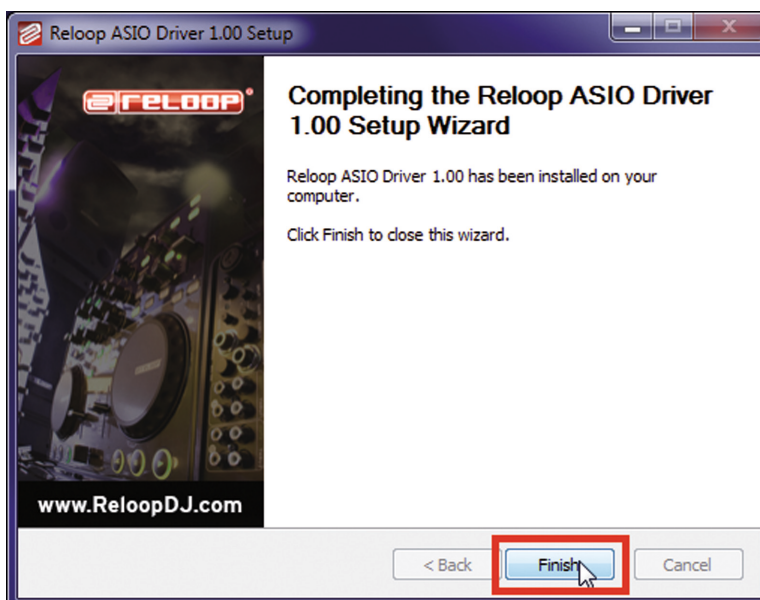 Reloop ASIO Driver 1.00 Setup
reloop®
Completing the Reloop ASIO Driver
1.00 Setup Wizard
Reloop ASIO Driver 1.00 has been installed on your
computer.
Click Finish to close this wizard.
www.ReloopDJ.com
< Back
Finish
Cancel